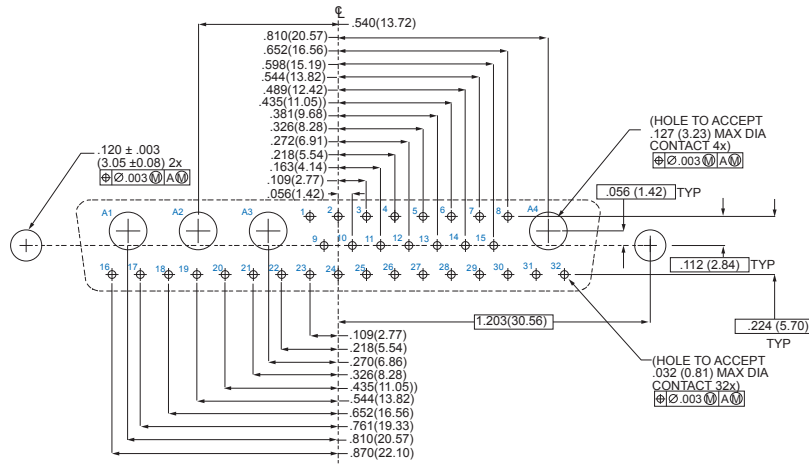 ℄
.540(13.72)
.810(20.57)
.652(16.56)
.598(15.19)
.544(13.82)
.489(12.42)
.435(11.05))
.381(9.68)
.326(8.28)
.272(6.91)
.218(5.54)
.163(4.14)
.109(2.77)
.056(1.42)
.120 ± .003
(3.05 ±0.08) 2x
⌖ Ø.003 Ⓜ A Ⓜ
(HOLE TO ACCEPT
.127 (3.23) MAX DIA
CONTACT 4x)
⌖ Ø.003 Ⓜ A Ⓜ
.056 (1.42) TYP
A1 A2 A3 1 2 3 4 5 6 7 8 A4
9 10 11 12 13 14 15
16 17 18 19 20 21 22 23 24 25 26 27 28 29 30 31 32
.112 (2.84) TYP
1.203(30.56)
.224 (5.70)
TYP
.109(2.77)
.218(5.54)
.270(6.86)
.326(8.28)
.435(11.05))
.544(13.82)
.652(16.56)
.761(19.33)
.810(20.57)
.870(22.10)
(HOLE TO ACCEPT
.032 (0.81) MAX DIA
CONTACT 32x)
⌖ Ø.003 Ⓜ A Ⓜ